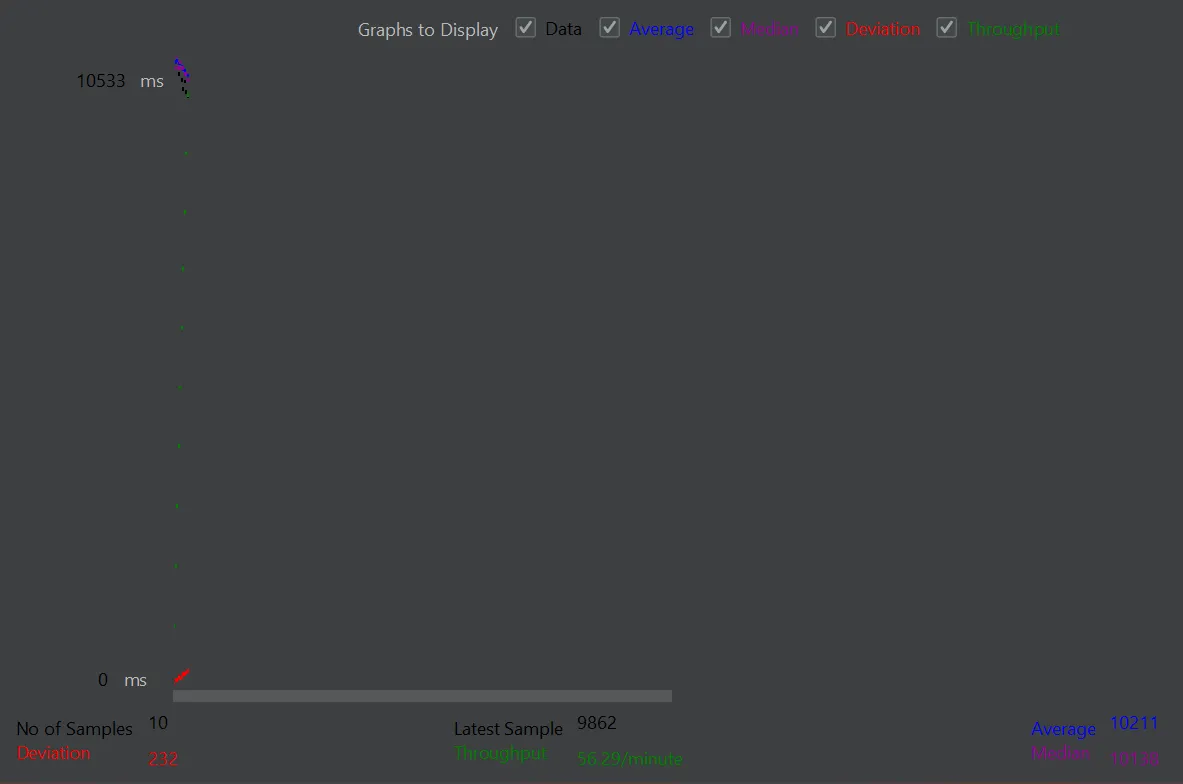 Graphs to Display Data Average Median Deviation Throughput
10533 ms
0 ms
No of Samples 10 Latest Sample 9862 Average 10211
Deviation 232 Throughput 56.29/minute Median